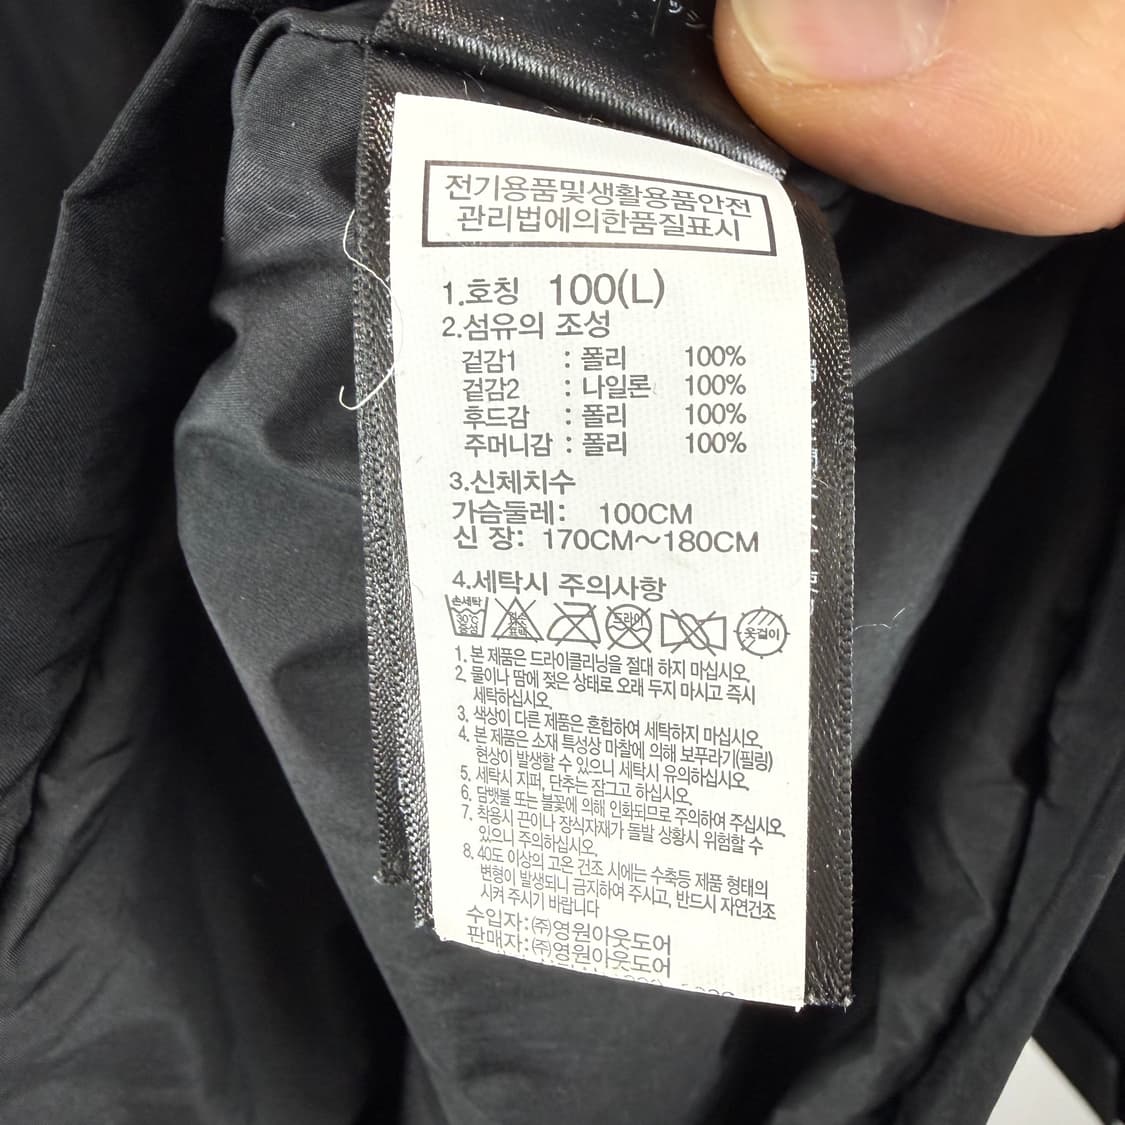 전기용품및생활용품안전
관리법에의한품질표시
1.호칭 100(L)
2.섬유의 조성
겉감1 : 폴리 100%
겉감2 : 나일론 100%
후드감 : 폴리 100%
주머니감 : 폴리 100%
3.신체치수
가슴둘레: 100CM
신 장: 170CM~180CM
4.세탁시 주의사항
손세탁 30℃ 중성 염소 표백 드라이 옷걸이
1. 본 제품은 드라이클리닝을 절대 하지 마십시오.
2. 물이나 땀에 젖은 상태로 오래 두지 마시고 즉시
세탁하십시오.
3. 색상이 다른 제품은 혼합하여 세탁하지 마십시오.
4. 본 제품은 소재 특성상 마찰에 의해 보푸라기(필링)
현상이 발생할 수 있으니 세탁시 유의하십시오.
5. 세탁시 지퍼, 단추는 잠그고 하십시오.
6. 담뱃불 또는 불꽃에 의해 인화되므로 주의하여 주십시오.
7. 착용시 끈이나 장식자재가 돌발 상황시 위험할 수
있으니 주의하십시오.
8. 40도 이상의 고온 건조 시에는 수축등 제품 형태의
변형이 발생되니 금지하여 주시고, 반드시 자연건조
시켜 주시기 바랍니다
수입자:㈜영원아웃도어
판매자:㈜영원아웃도어